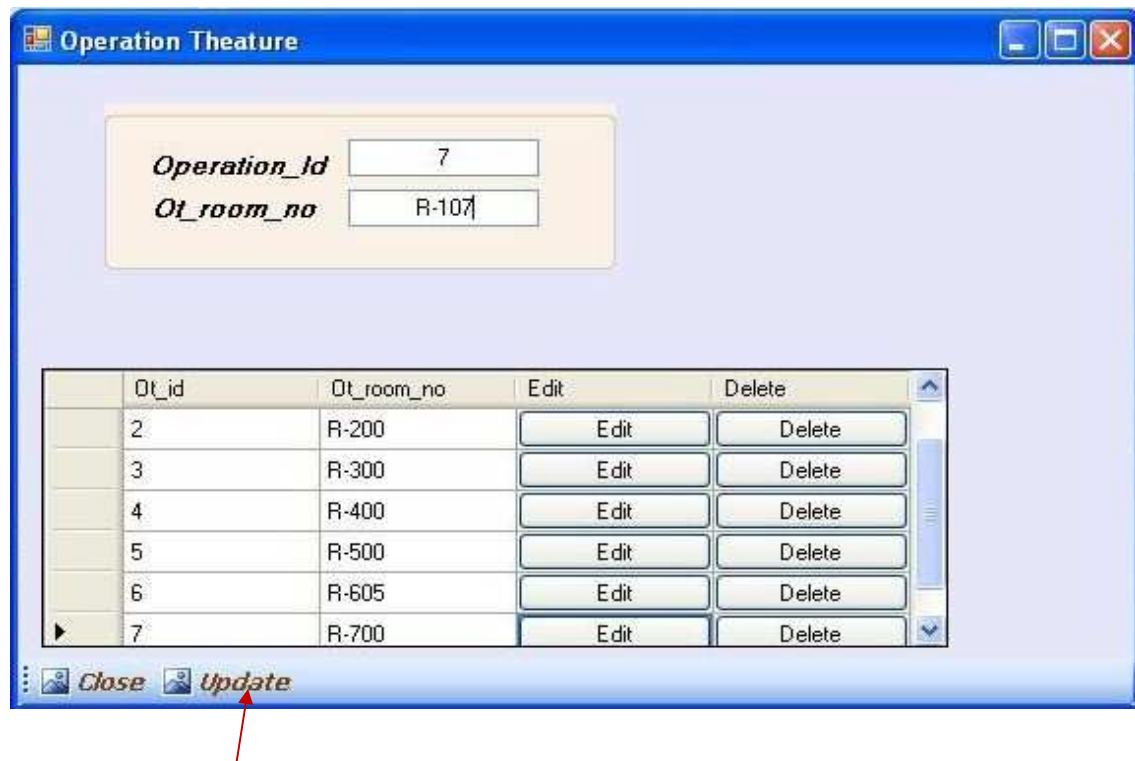 Operation Theature
Operation_Id 7
Ot_room_no R-107
Ot_id Ot_room_no Edit Delete
2 R-200 Edit Delete
3 R-300 Edit Delete
4 R-400 Edit Delete
5 R-500 Edit Delete
6 R-605 Edit Delete
7 R-700 Edit Delete
Close Update